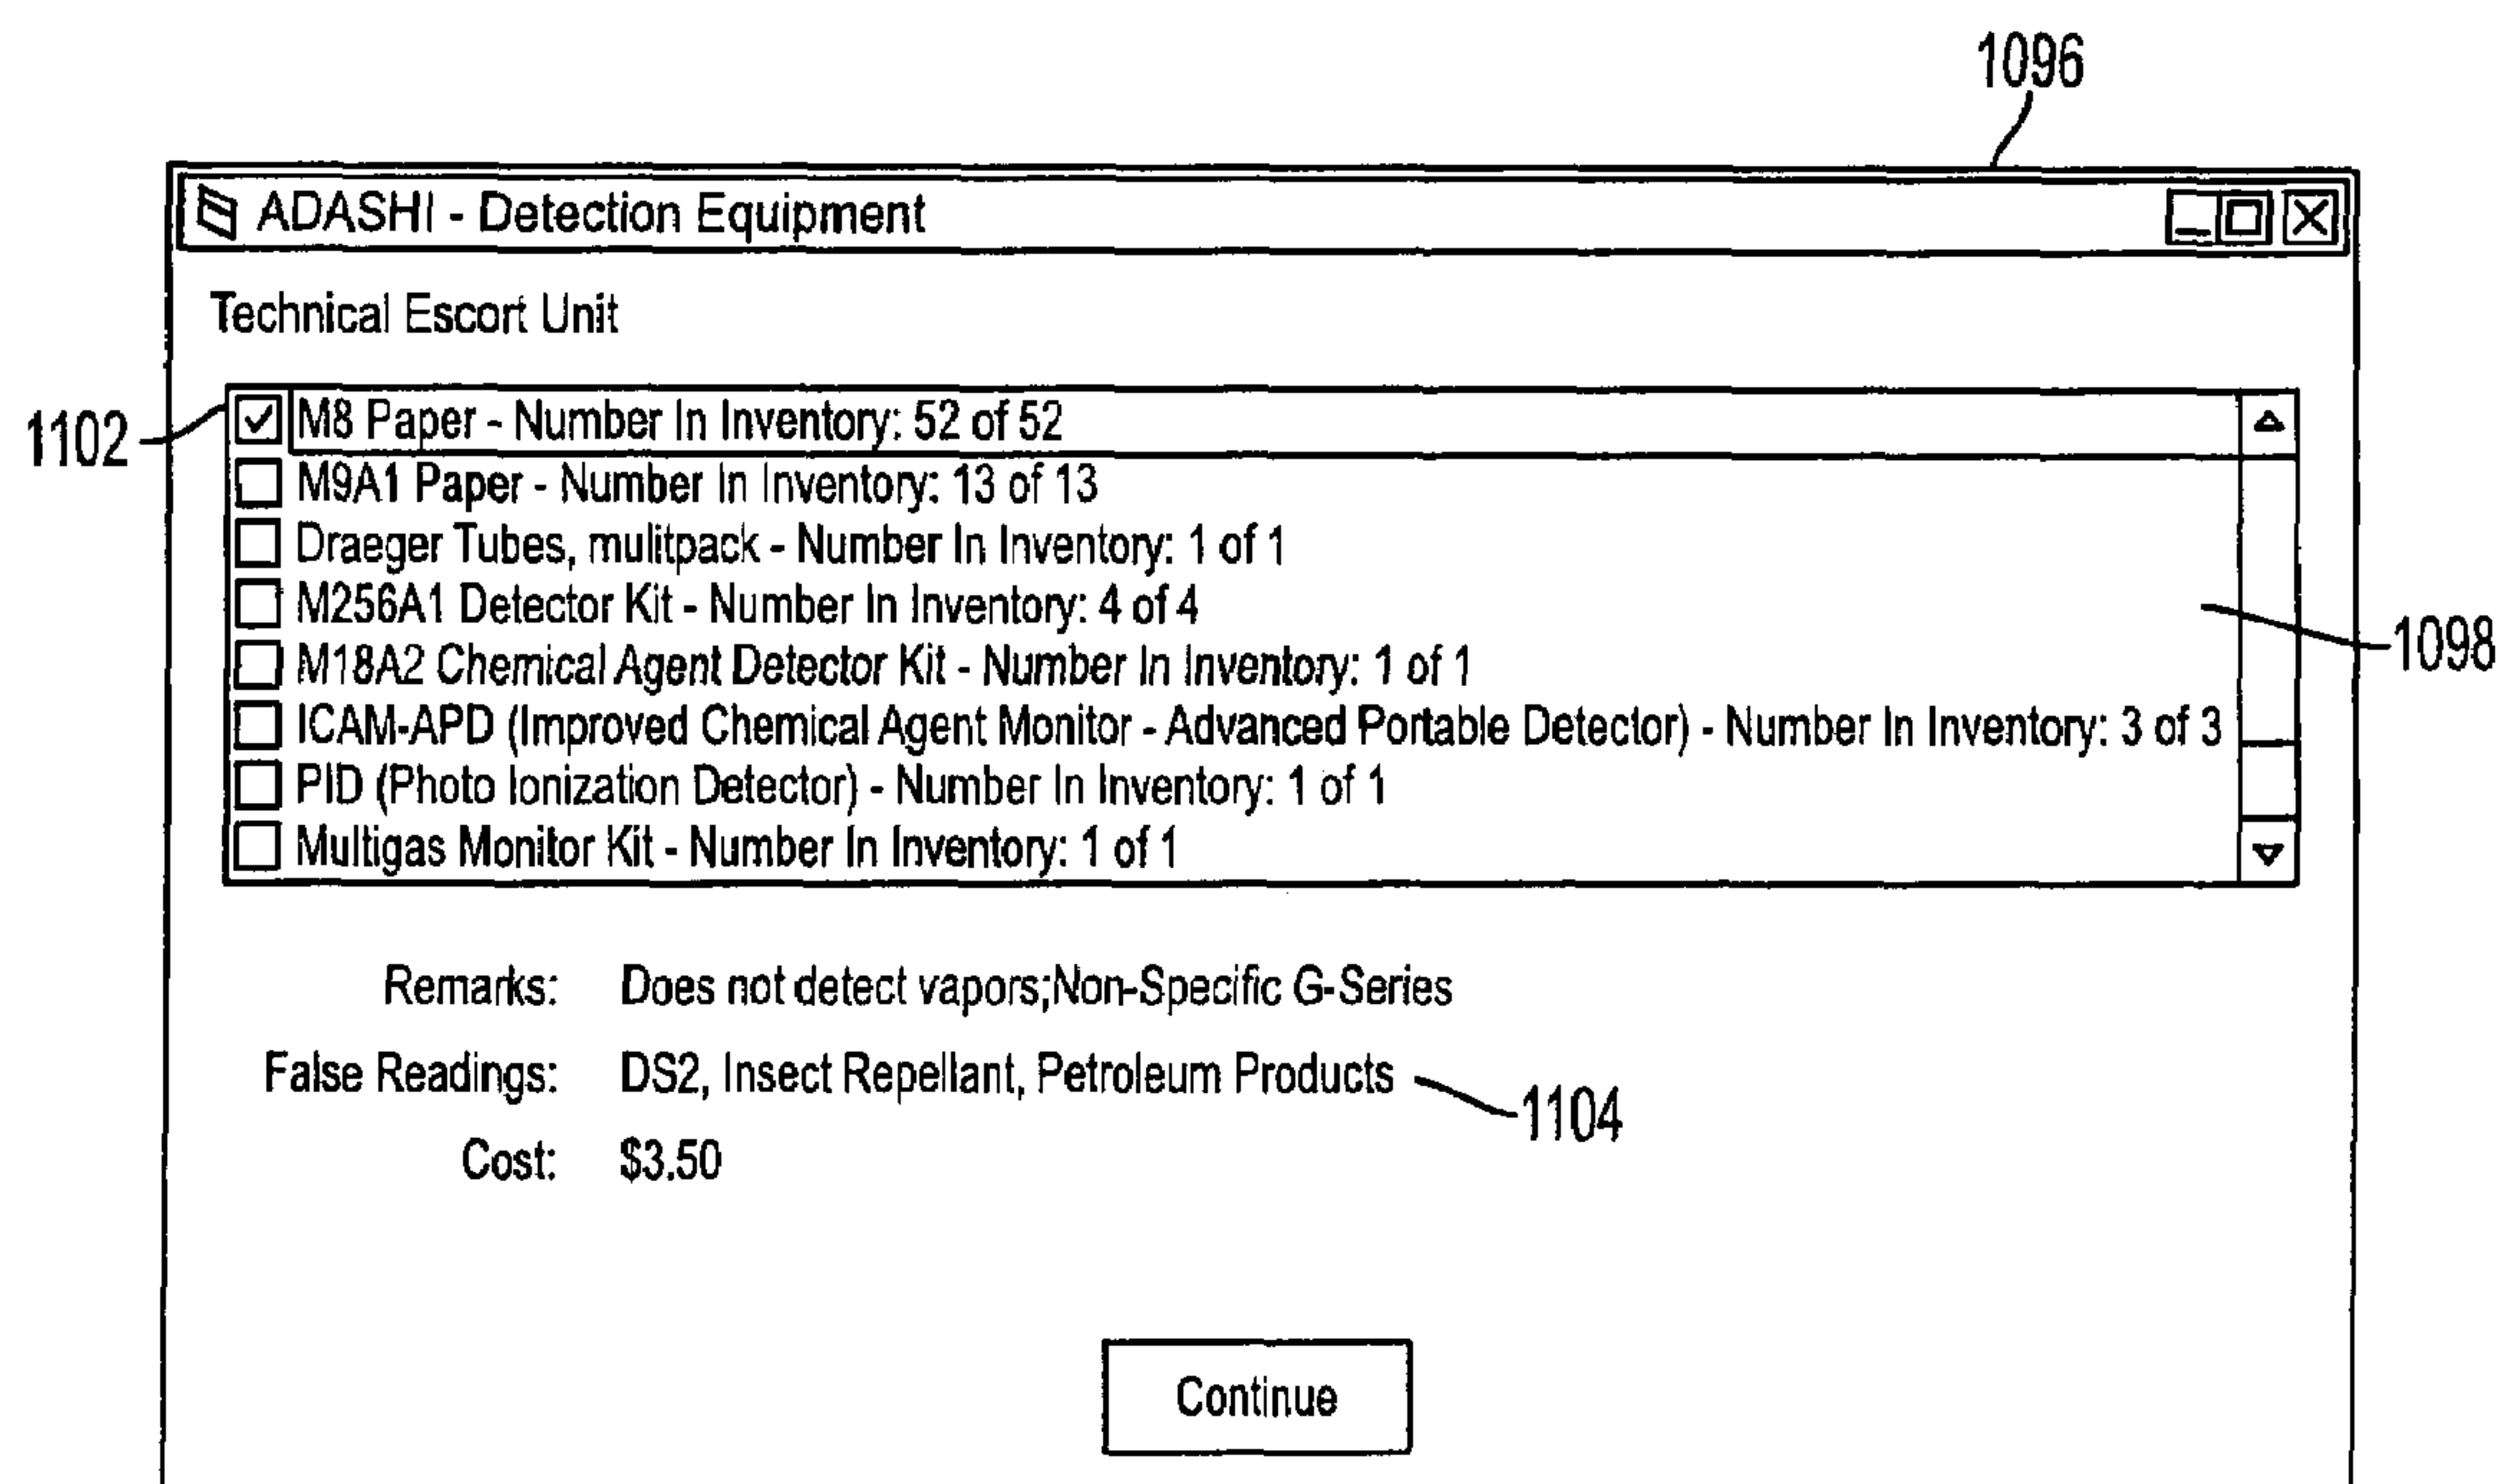 1096
ADASHI - Detection Equipment
Technical Escort Unit
1102
M8 Paper - Number In Inventory: 52 of 52
M9A1 Paper - Number In Inventory: 13 of 13
Draeger Tubes, mulitpack - Number In Inventory: 1 of 1
M256A1 Detector Kit - Number In Inventory: 4 of 4
1098
M18A2 Chemical Agent Detector Kit - Number In Inventory: 1 of 1
ICAM-APD (Improved Chemical Agent Monitor - Advanced Portable Detector) - Number In Inventory: 3 of 3
PID (Photo Ionization Detector) - Number In Inventory: 1 of 1
Multigas Monitor Kit - Number In Inventory: 1 of 1
Remarks: Does not detect vapors;Non-Specific G-Series
False Readings: DS2, Insect Repellant, Petroleum Products
1104
Cost: $3.50
Continue